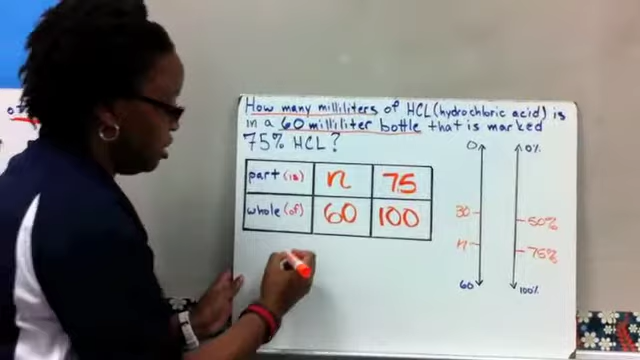 How many milliliters of HCL (hydrochloric acid) is
in a 60 milliliter bottle that is marked
75% HCL?
part (is) n 75
whole (of) 60 100
0 0%
30 50%
n 75%
60 100%